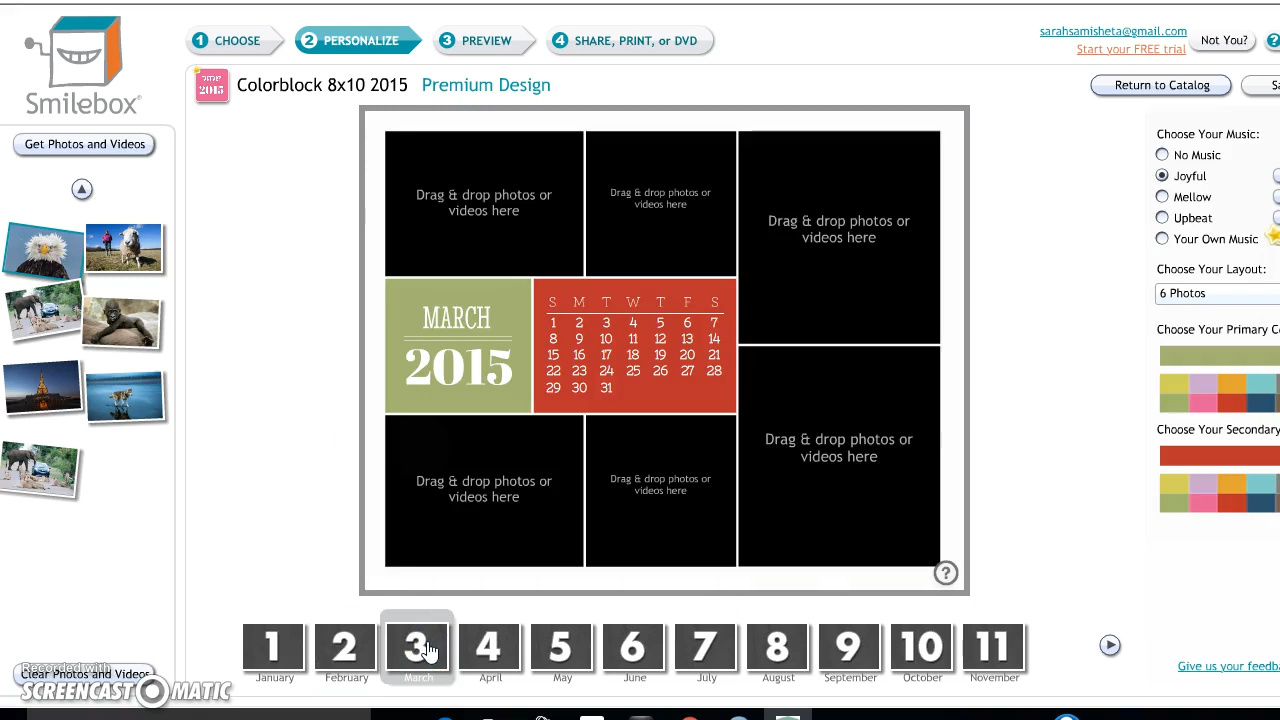 1 CHOOSE
2 PERSONALIZE
3 PREVIEW
4 SHARE, PRINT, or DVD
sarahsamisheta@gmail.com
Start your FREE trial
Not You?
?
Smilebox
2015
Colorblock 8x10 2015 Premium Design
Return to Catalog
Sa
Get Photos and Videos
Drag & drop photos or
videos here
Drag & drop photos or
videos here
Drag & drop photos or
videos here
MARCH
2015
S M T W T F S
1 2 3 4 5 6 7
8 9 10 11 12 13 14
15 16 17 18 19 20 21
22 23 24 25 26 27 28
29 30 31
Drag & drop photos or
videos here
Drag & drop photos or
videos here
Drag & drop photos or
videos here
?
Choose Your Music:
No Music
Joyful
Mellow
Upbeat
Your Own Music
Choose Your Layout:
6 Photos
Choose Your Primary Co
Choose Your Secondary
1 2 3 4 5 6 7 8 9 10 11
January February March April May June July August September October November
Give us your feedba
Clear Photos and Videos
Recorded with
SCREENCAST O MATIC